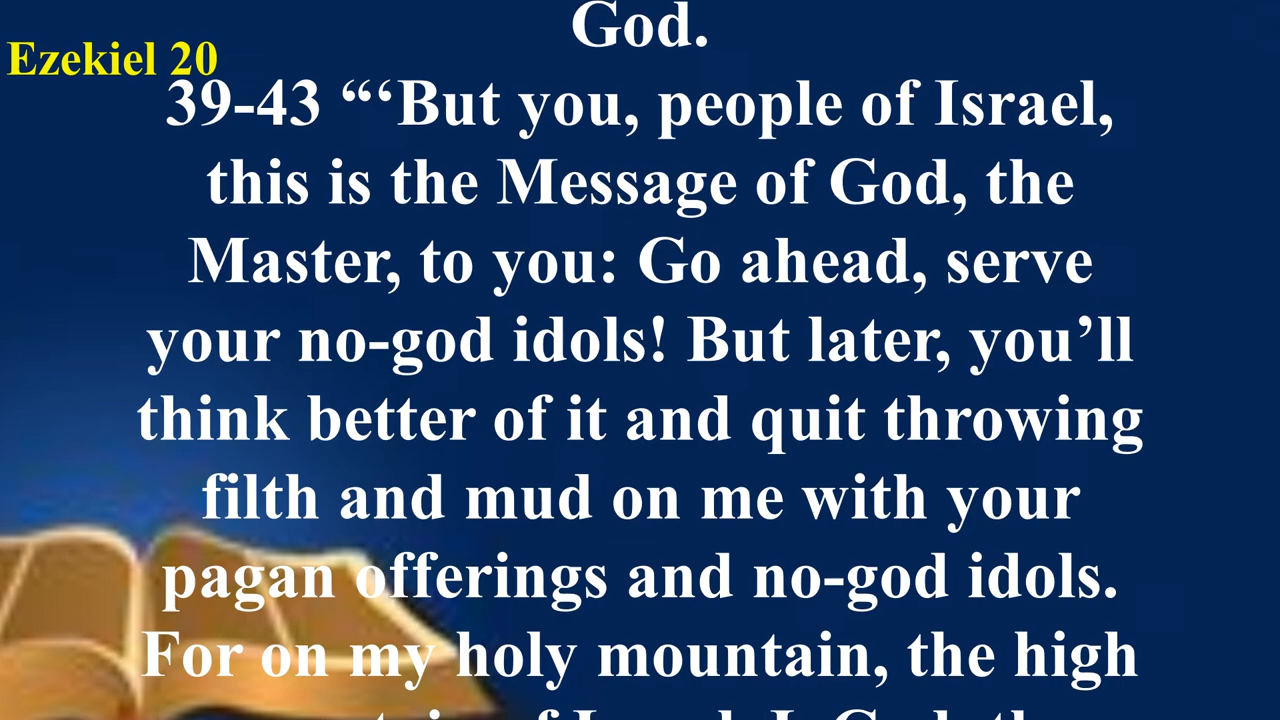 God.
Ezekiel 20
39-43 “‘But you, people of Israel,
this is the Message of God, the
Master, to you: Go ahead, serve
your no-god idols! But later, you’ll
think better of it and quit throwing
filth and mud on me with your
pagan offerings and no-god idols.
For on my holy mountain, the high